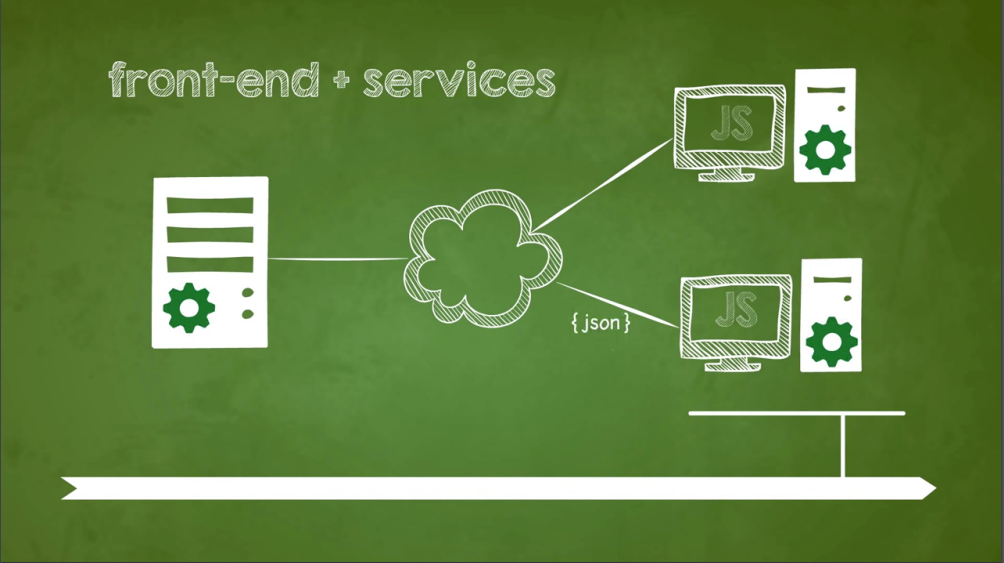 front-end + services
JS
JS
{json}